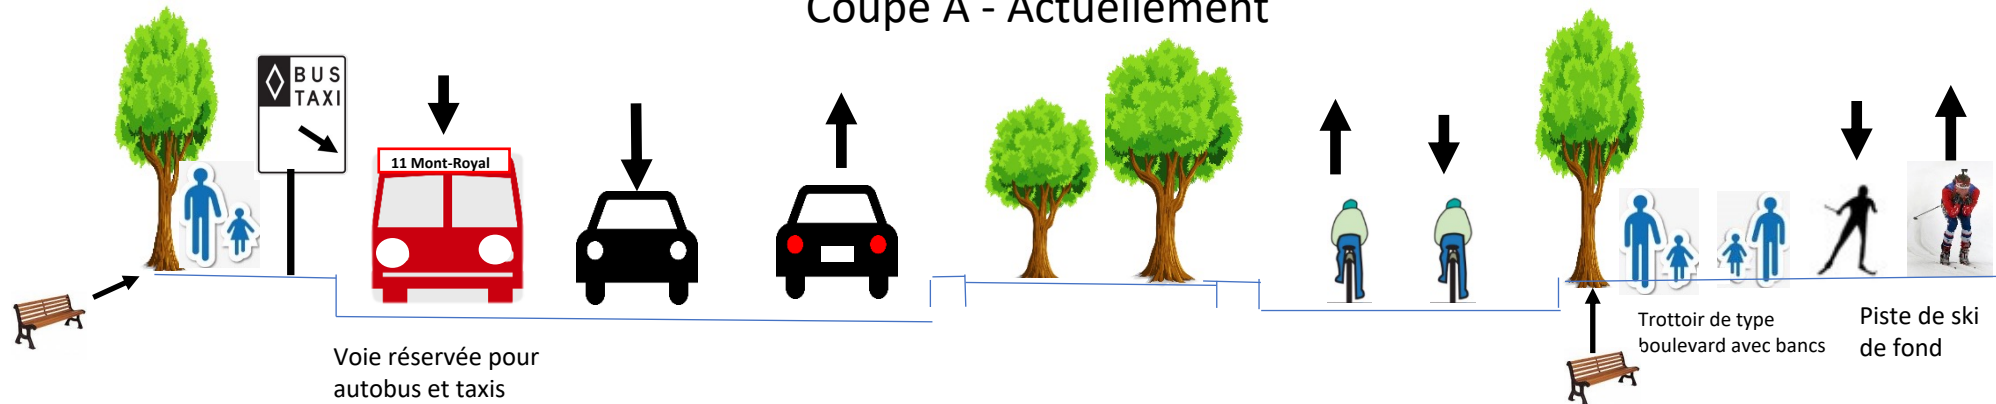 Coupe A - Actuellement
BUS
TAXI
11 Mont-Royal
Voie réservée pour
autobus et taxis
Trottoir de type
boulevard avec bancs
Piste de ski
de fond